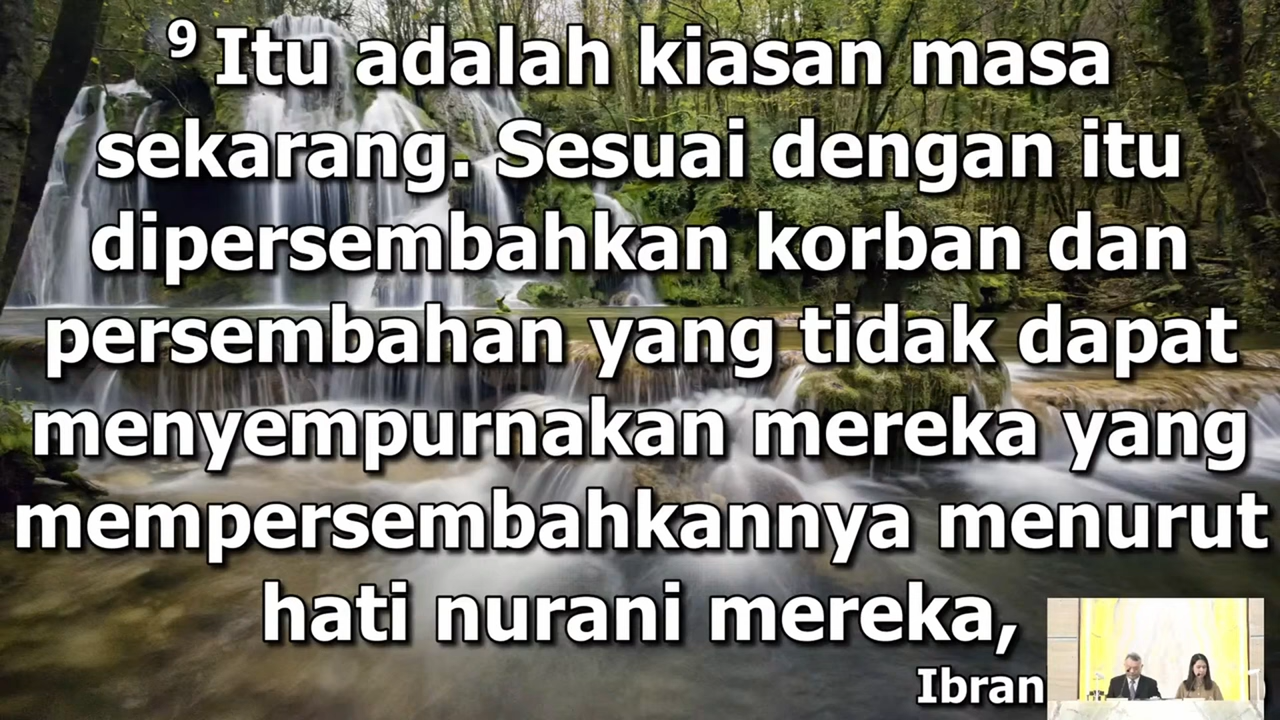 9 Itu adalah kiasan masa
sekarang. Sesuai dengan itu
dipersembahkan korban dan
persembahan yang tidak dapat
menyempurnakan mereka yang
mempersembahkannya menurut
hati nurani mereka,
Ibran